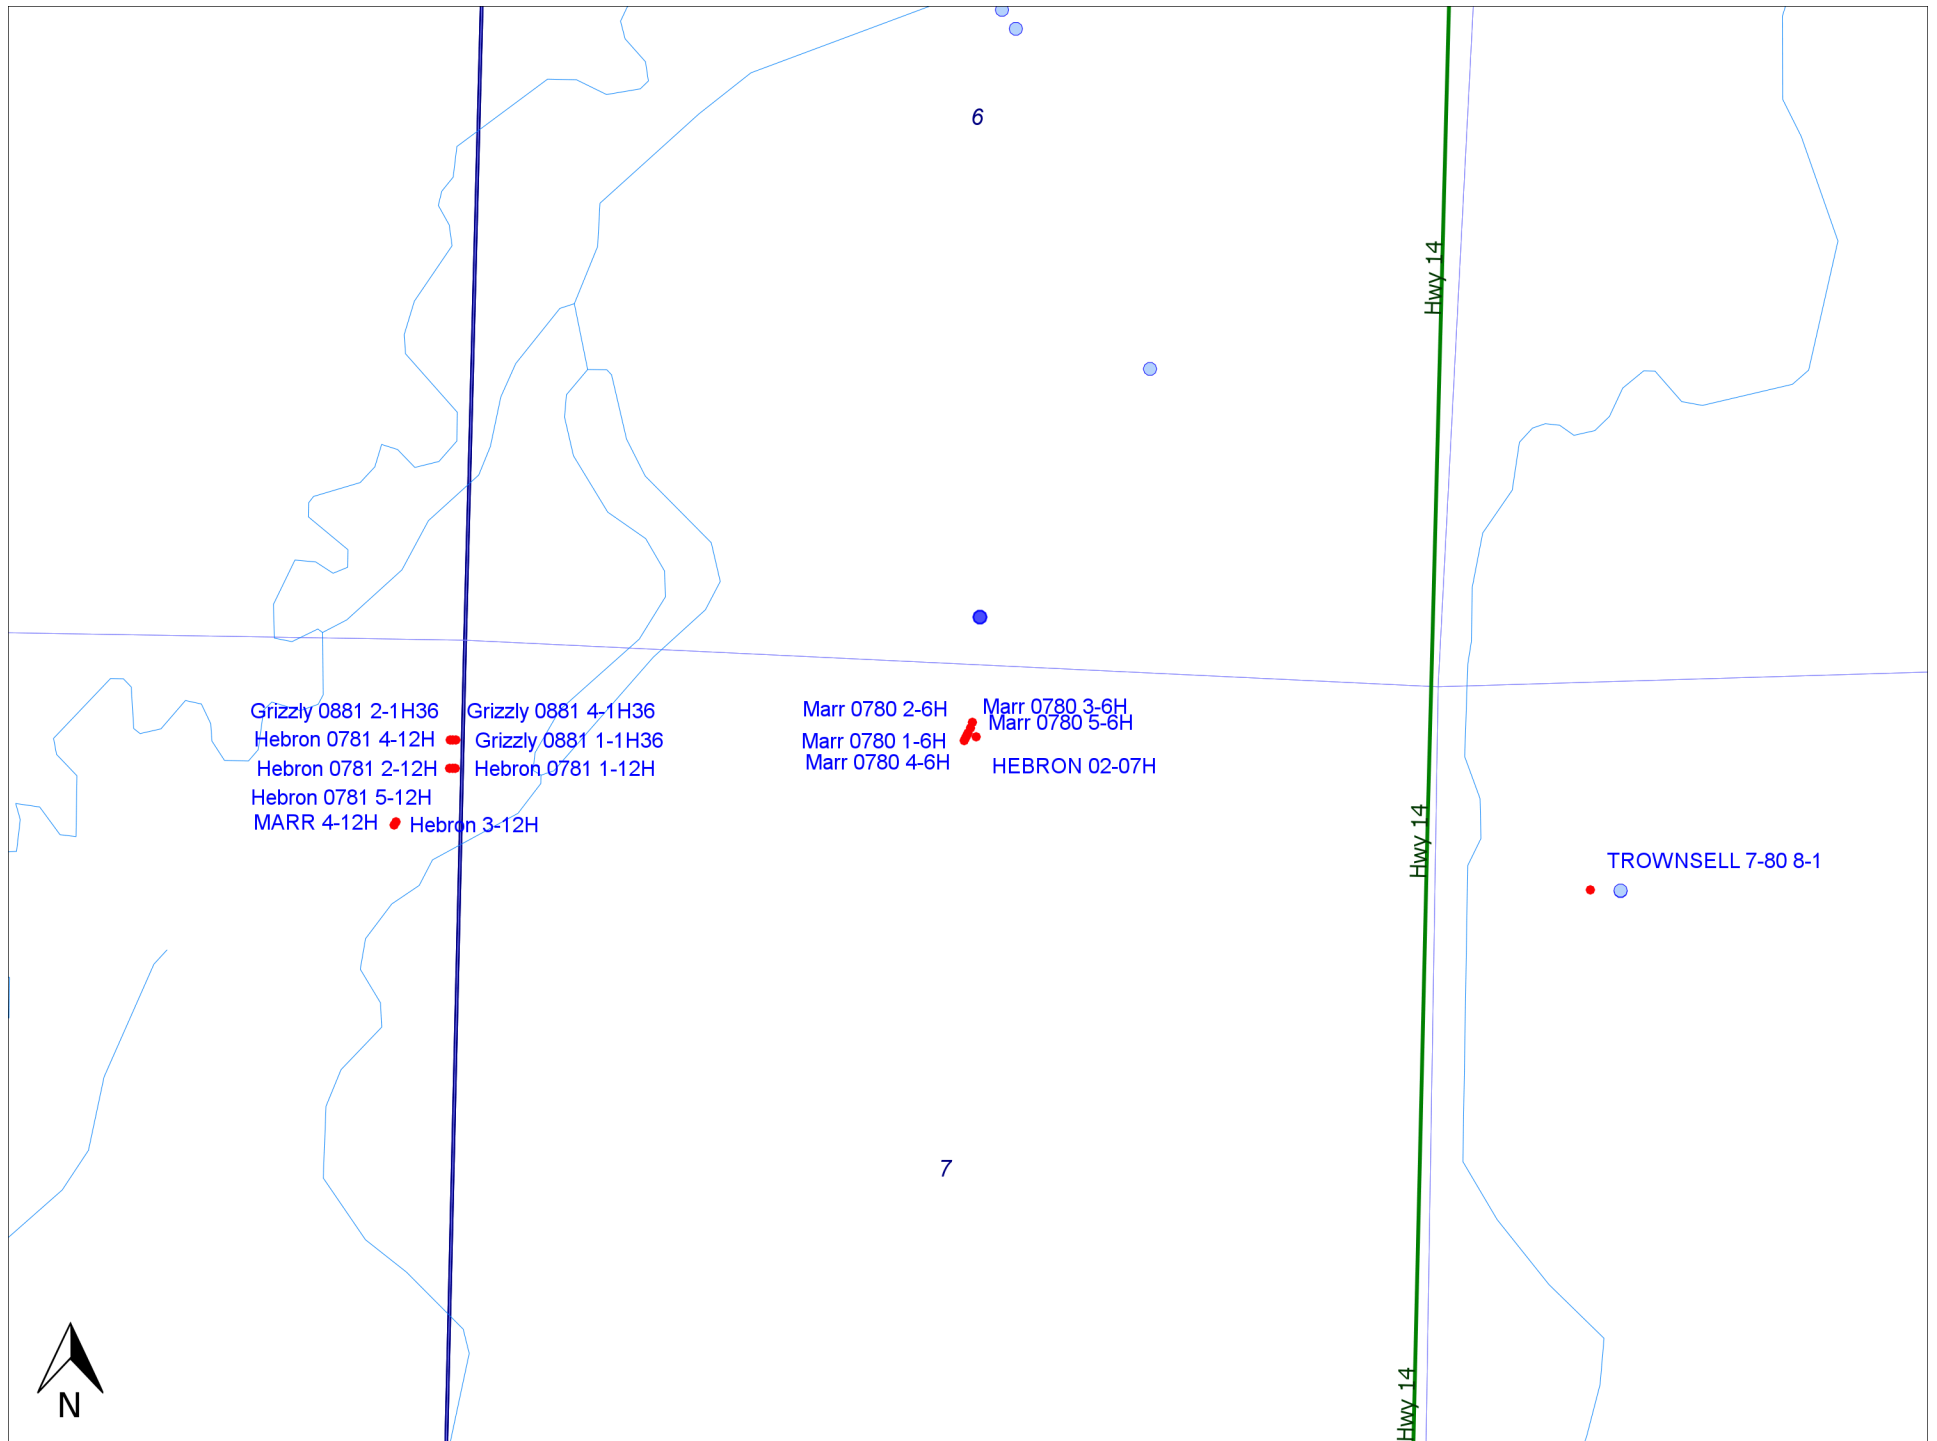 6
Hwy 14
Grizzly 0881 2-1H36
Grizzly 0881 4-1H36
Hebron 0781 4-12H
Grizzly 0881 1-1H36
Hebron 0781 2-12H
Hebron 0781 1-12H
Hebron 0781 5-12H
MARR 4-12H
Hebron 3-12H
Marr 0780 2-6H
Marr 0780 3-6H
Marr 0780 5-6H
Marr 0780 1-6H
Marr 0780 4-6H
HEBRON 02-07H
Hwy 14
TROWNSELL 7-80 8-1
7
Hwy 14
N